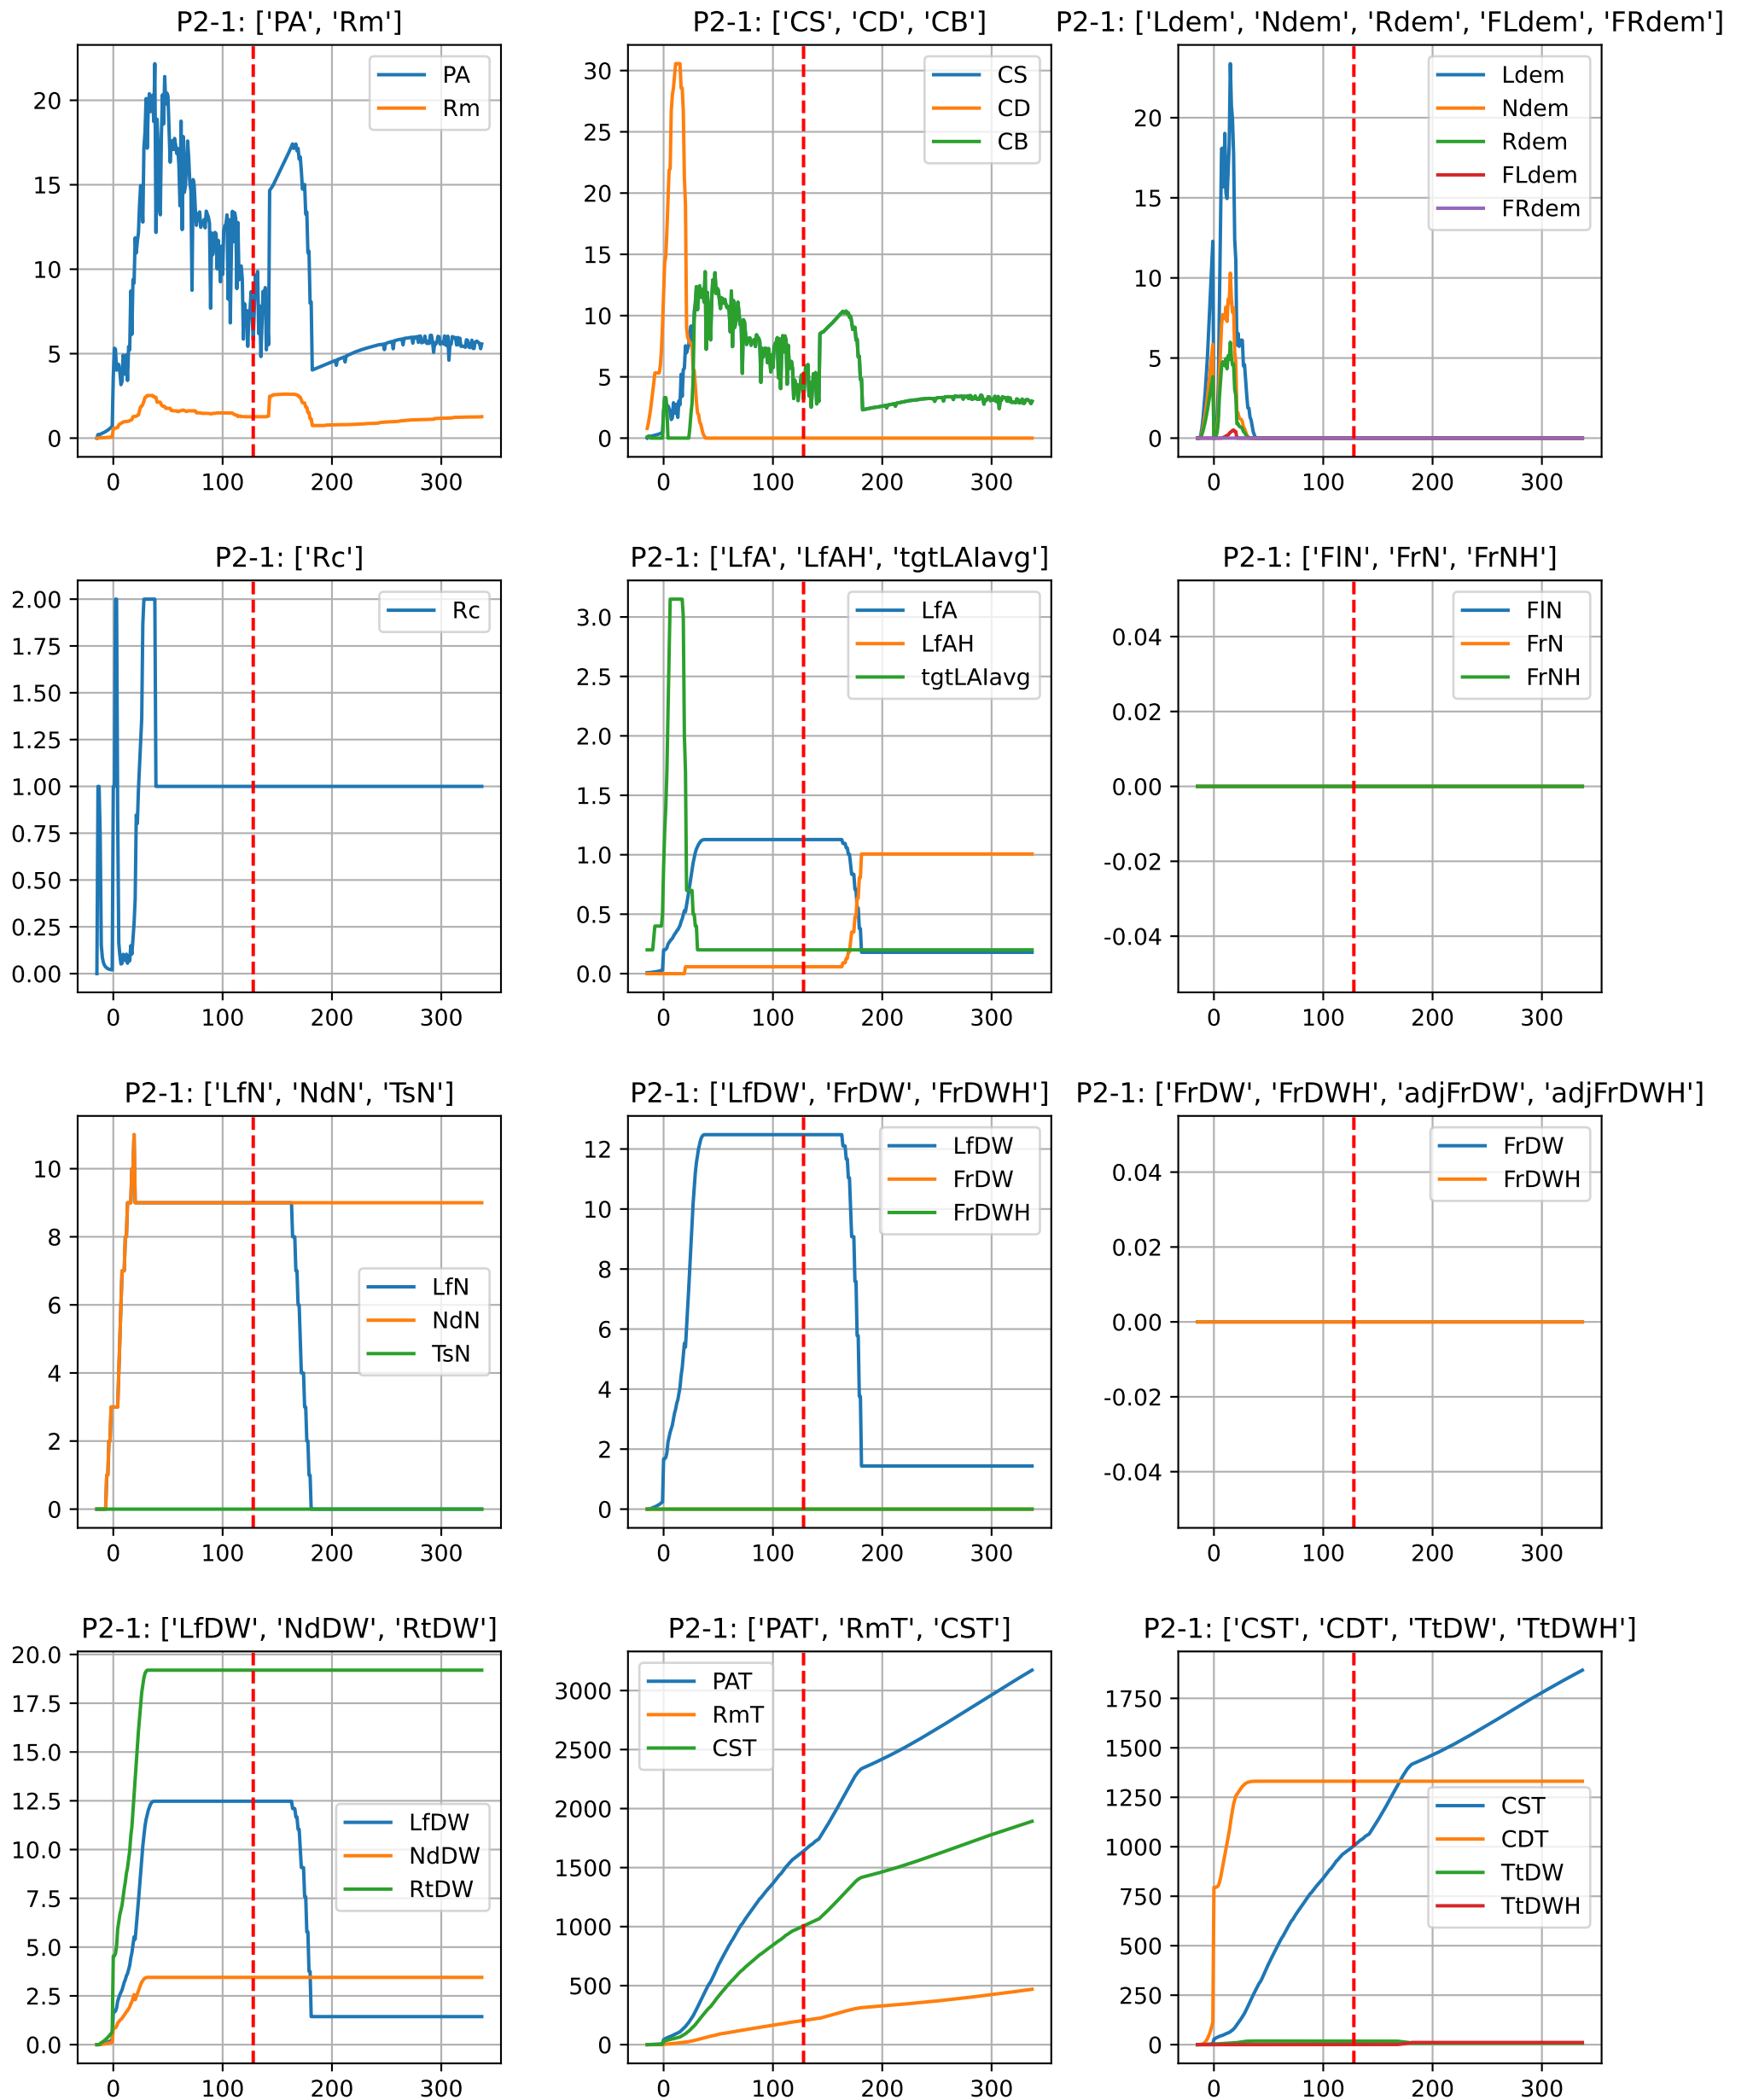 P2-1: ['PA', 'Rm']
PA
Rm
20
15
10
5
0
0 100 200 300
P2-1: ['CS', 'CD', 'CB']
CS
CD
CB
30
25
20
15
10
5
0
0 100 200 300
P2-1: ['Ldem', 'Ndem', 'Rdem', 'FLdem', 'FRdem']
Ldem
Ndem
Rdem
FLdem
FRdem
20
15
10
5
0
0 100 200 300
P2-1: ['Rc']
Rc
2.00
1.75
1.50
1.25
1.00
0.75
0.50
0.25
0.00
0 100 200 300
P2-1: ['LfA', 'LfAH', 'tgtLAIavg']
LfA
LfAH
tgtLAIavg
3.0
2.5
2.0
1.5
1.0
0.5
0.0
0 100 200 300
P2-1: ['FlN', 'FrN', 'FrNH']
FlN
FrN
FrNH
0.04
0.02
0.00
-0.02
-0.04
0 100 200 300
P2-1: ['LfN', 'NdN', 'TsN']
LfN
NdN
TsN
10
8
6
4
2
0
0 100 200 300
P2-1: ['LfDW', 'FrDW', 'FrDWH']
LfDW
FrDW
FrDWH
12
10
8
6
4
2
0
0 100 200 300
P2-1: ['FrDW', 'FrDWH', 'adjFrDW', 'adjFrDWH']
FrDW
FrDWH
0.04
0.02
0.00
-0.02
-0.04
0 100 200 300
P2-1: ['LfDW', 'NdDW', 'RtDW']
LfDW
NdDW
RtDW
20.0
17.5
15.0
12.5
10.0
7.5
5.0
2.5
0.0
0 100 200 300
P2-1: ['PAT', 'RmT', 'CST']
PAT
RmT
CST
3000
2500
2000
1500
1000
500
0
0 100 200 300
P2-1: ['CST', 'CDT', 'TtDW', 'TtDWH']
CST
CDT
TtDW
TtDWH
1750
1500
1250
1000
750
500
250
0
0 100 200 300